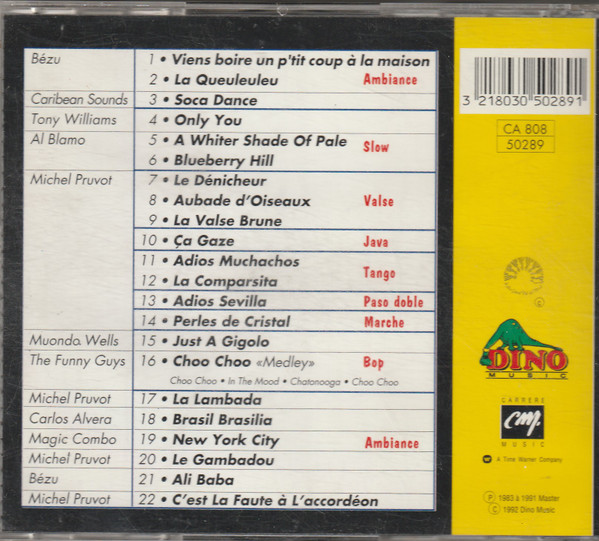 Bézu 1 • Viens boire un p'tit coup à la maison
2 • La Queuleuleu Ambiance
Caribean Sounds 3 • Soca Dance
Tony Williams 4 • Only You
Al Blamo 5 • A Whiter Shade Of Pale
Slow
6 • Blueberry Hill
Michel Pruvot 7 • Le Dénicheur
8 • Aubade d'Oiseaux Valse
9 • La Valse Brune
10 • Ça Gaze Java
11 • Adios Muchachos
Tango
12 • La Comparsita
13 • Adios Sevilla Paso doble
14 • Perles de Cristal Marche
Muondo Wells 15 • Just A Gigolo
The Funny Guys 16 • Choo Choo «Medley» Bop
Choo Choo • In The Mood • Chatonooga • Choo Choo
Michel Pruvot 17 • La Lambada
Carlos Alvera 18 • Brasil Brasilia
Magic Combo 19 • New York City Ambiance
Michel Pruvot 20 • Le Gambadou
Bézu 21 • Ali Baba
Michel Pruvot 22 • C'est La Faute à L'accordéon
3 218030 502891
CA 808
50289
©
DINO
MUSIC
CARRERE
CM
MUSIC
A Time Warner Company
℗ 1983 à 1991 Master
© 1992 Dino Music